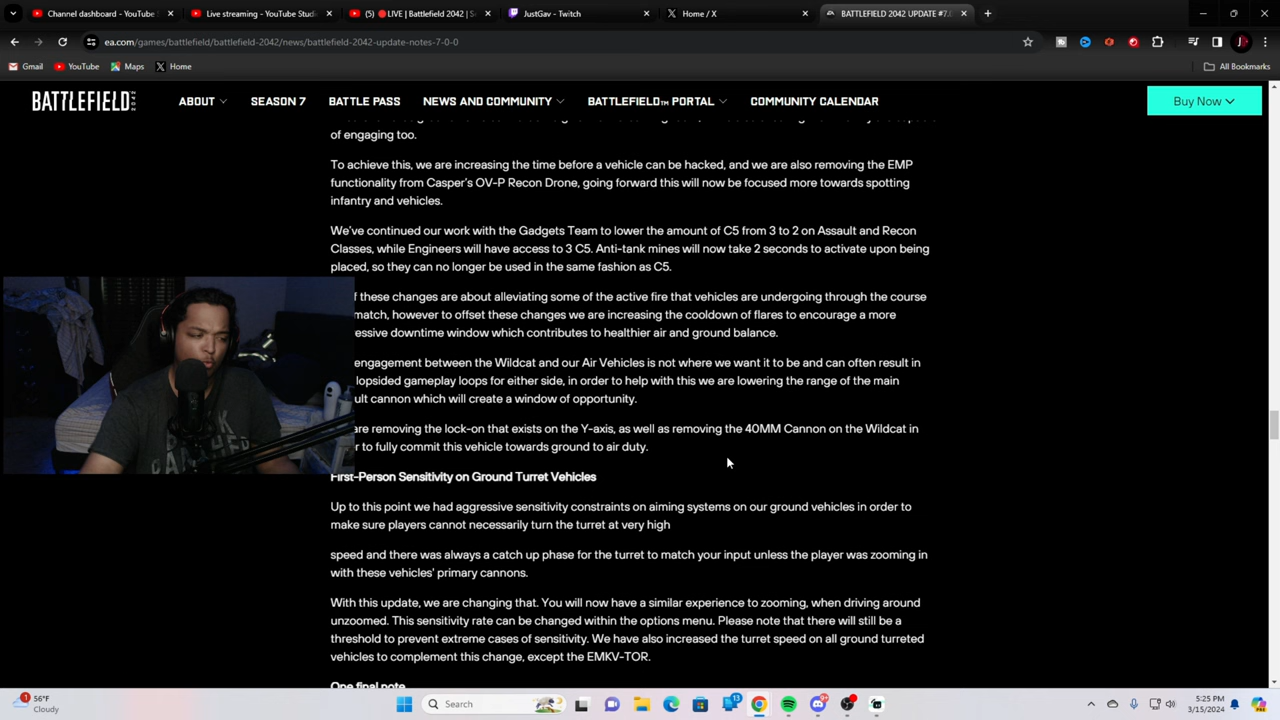 Channel dashboard - YouTube S
Live streaming - YouTube Studi
(5) LIVE | Battlefield 2042 | S
JustGav - Twitch
Home / X
BATTLEFIELD 2042 UPDATE #7.
ea.com/games/battlefield/battlefield-2042/news/battlefield-2042-update-notes-7-0-0
Gmail
YouTube
Maps
Home
All Bookmarks
BATTLEFIELD 2042
ABOUT
SEASON 7
BATTLE PASS
NEWS AND COMMUNITY
BATTLEFIELD™ PORTAL
COMMUNITY CALENDAR
Buy Now
of engaging too.
To achieve this, we are increasing the time before a vehicle can be hacked, and we are also removing the EMP
functionality from Casper's OV-P Recon Drone, going forward this will now be focused more towards spotting
infantry and vehicles.
We've continued our work with the Gadgets Team to lower the amount of C5 from 3 to 2 on Assault and Recon
Classes, while Engineers will have access to 3 C5. Anti-tank mines will now take 2 seconds to activate upon being
placed, so they can no longer be used in the same fashion as C5.
f these changes are about alleviating some of the active fire that vehicles are undergoing through the course
match, however to offset these changes we are increasing the cooldown of flares to encourage a more
ressive downtime window which contributes to healthier air and ground balance.
engagement between the Wildcat and our Air Vehicles is not where we want it to be and can often result in
lopsided gameplay loops for either side, in order to help with this we are lowering the range of the main
ult cannon which will create a window of opportunity.
are removing the lock-on that exists on the Y-axis, as well as removing the 40MM Cannon on the Wildcat in
r to fully commit this vehicle towards ground to air duty.
First-Person Sensitivity on Ground Turret Vehicles
Up to this point we had aggressive sensitivity constraints on aiming systems on our ground vehicles in order to
make sure players cannot necessarily turn the turret at very high
speed and there was always a catch up phase for the turret to match your input unless the player was zooming in
with these vehicles' primary cannons.
With this update, we are changing that. You will now have a similar experience to zooming, when driving around
unzoomed. This sensitivity rate can be changed within the options menu. Please note that there will still be a
threshold to prevent extreme cases of sensitivity. We have also increased the turret speed on all ground turreted
vehicles to complement this change, except the EMKV-TOR.
One final note
56°F
Cloudy
Search
5:25 PM
3/15/2024